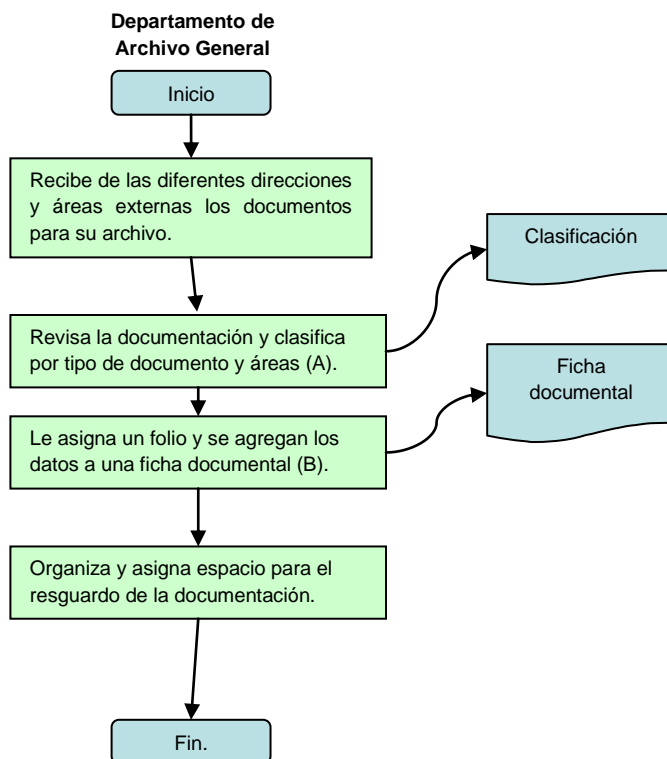 Departamento de
Archivo General
Inicio
Recibe de las diferentes direcciones
y áreas externas los documentos
para su archivo.
Clasificación
Revisa la documentación y clasifica
por tipo de documento y áreas (A).
Ficha
documental
Le asigna un folio y se agregan los
datos a una ficha documental (B).
Organiza y asigna espacio para el
resguardo de la documentación.
Fin.